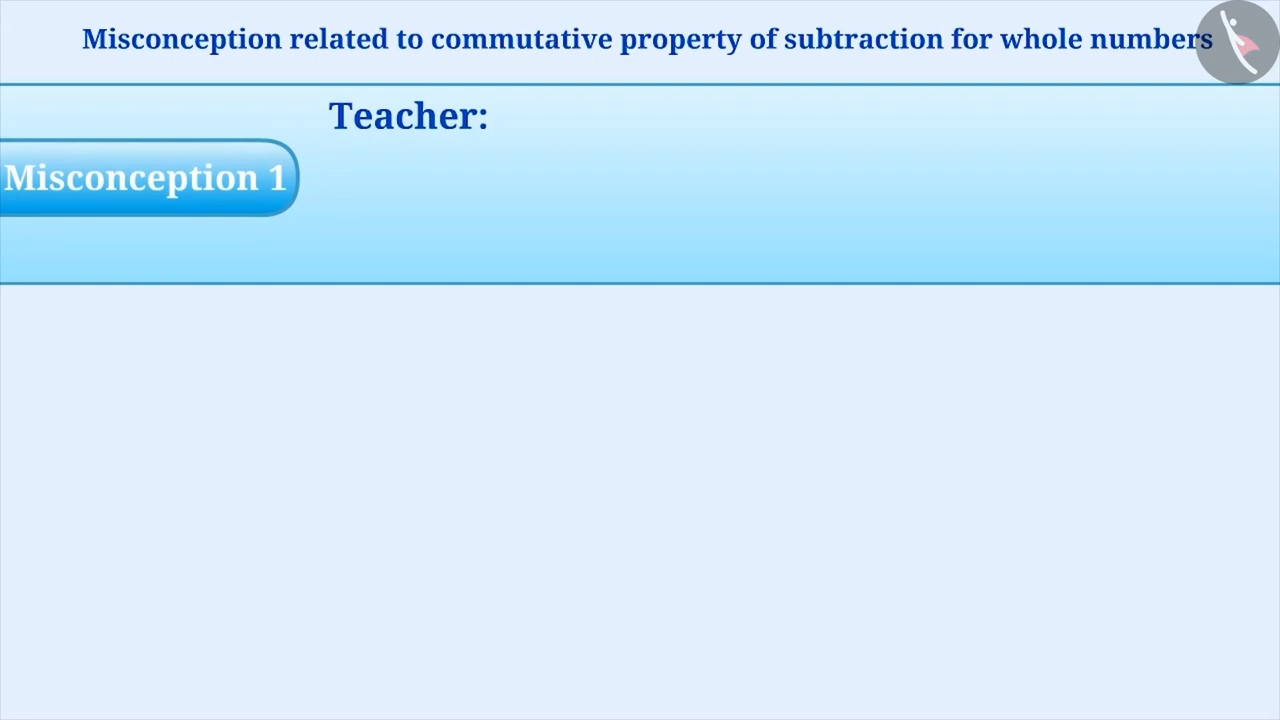 Misconception related to commutative property of subtraction for whole numbers
Teacher:
Misconception 1